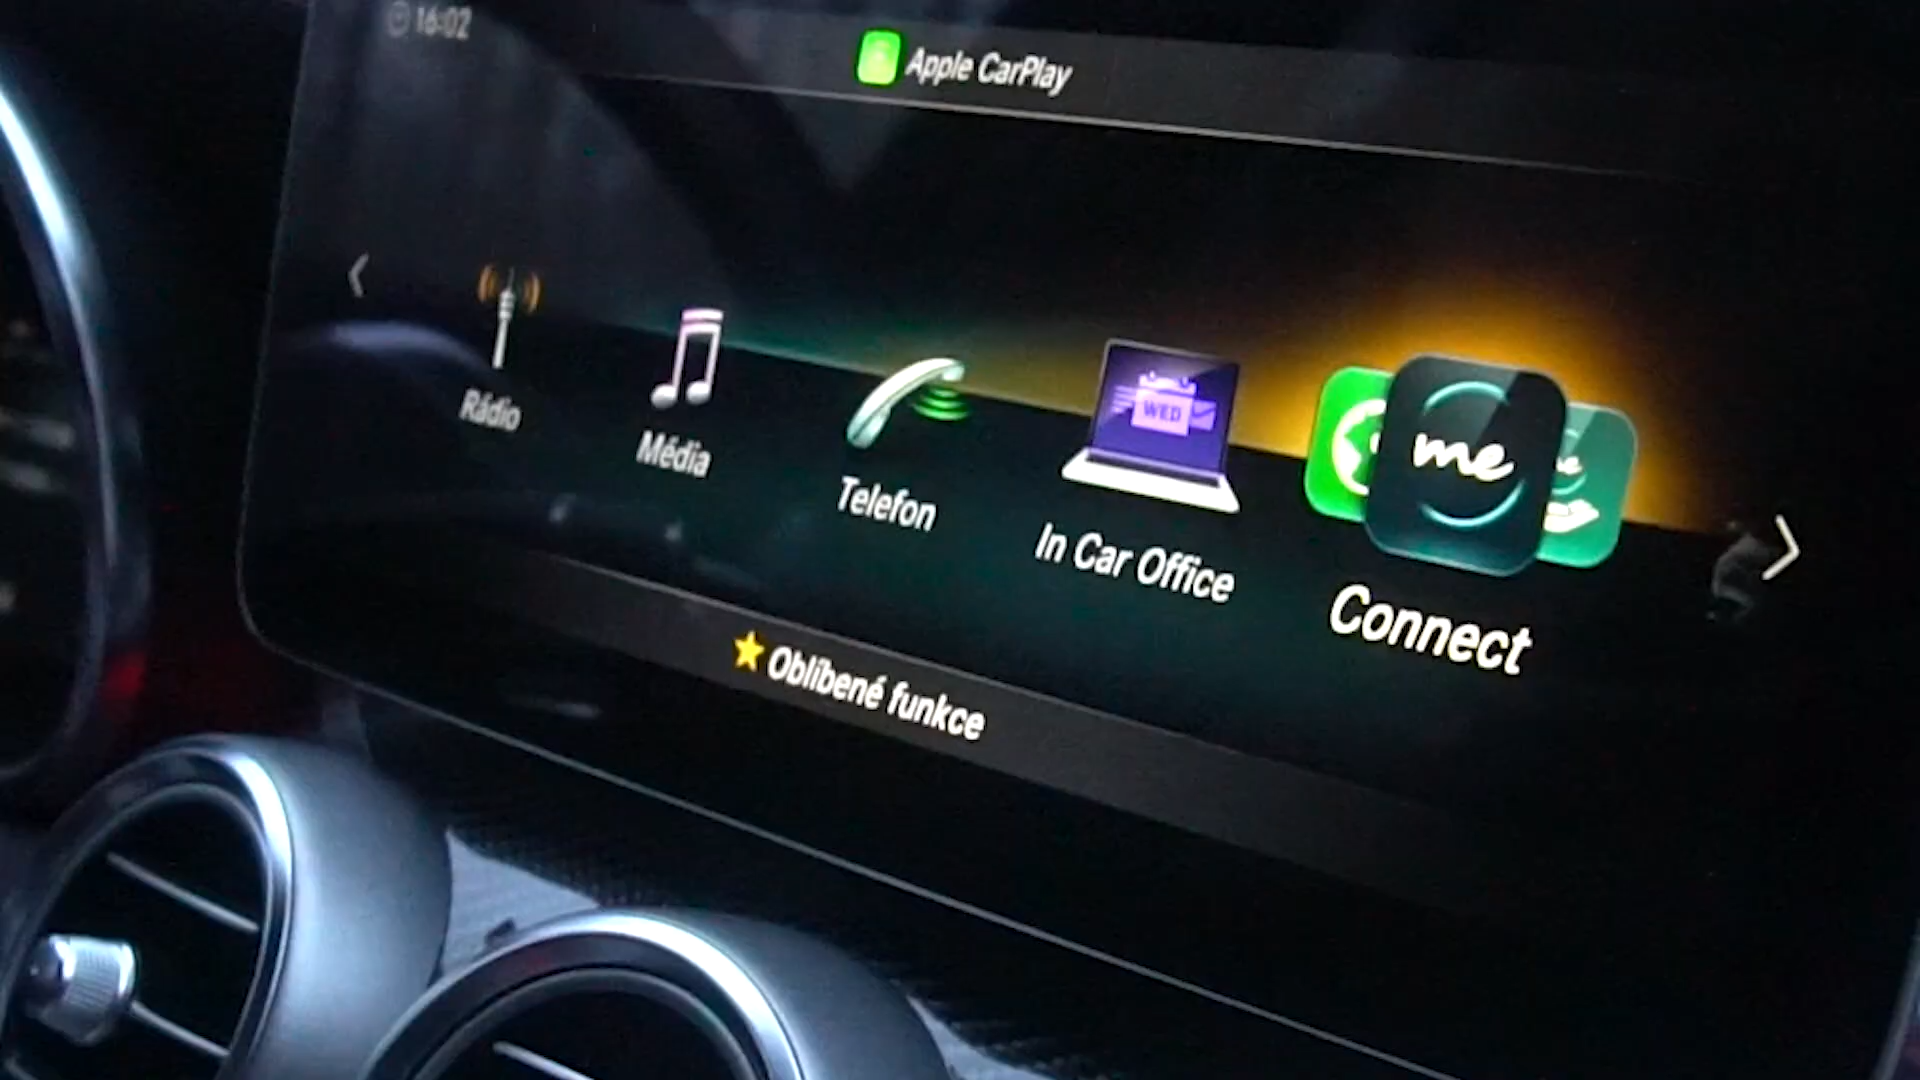 16:02
Apple CarPlay
Rádio
Média
Telefon
WED
In Car Office
me
Connect
Oblíbené funkce